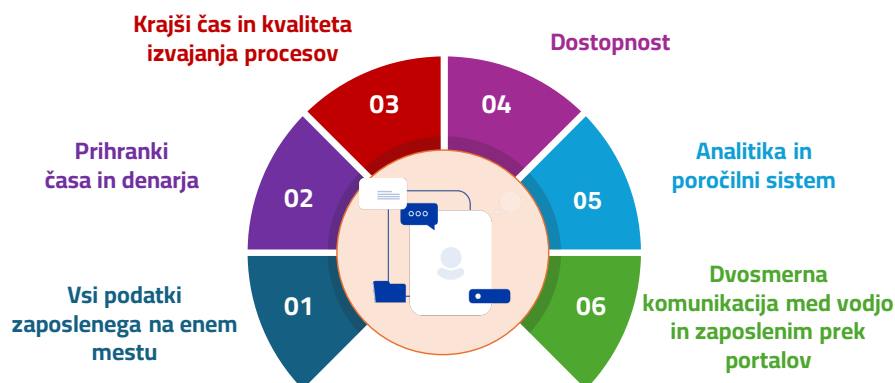 01
Vsi podatki
zaposlenega na enem
mestu
02
Prihranki
časa in denarja
03
Krajši čas in kvaliteta
izvajanja procesov
04
Dostopnost
05
Analitika in
poročilni sistem
06
Dvosmerna
komunikacija med vodjo
in zaposlenim prek
portalov